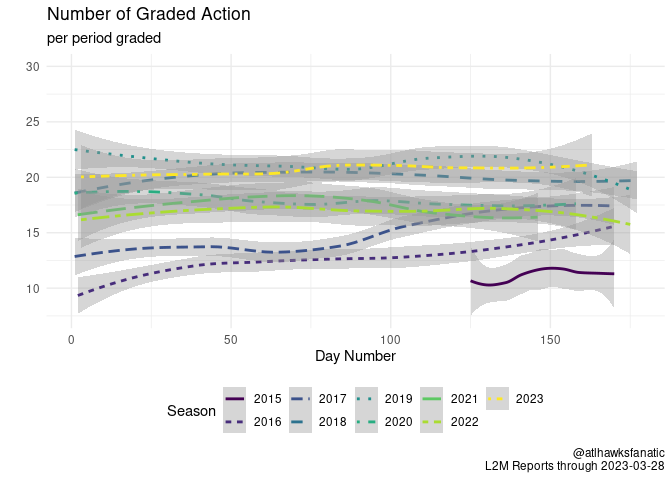 Number of Graded Action
per period graded
30
25
20
15
10
0 50 100 150
Day Number
Season
2015 2017 2019 2021 2023
2016 2018 2020 2022
@atlhawksfanatic
L2M Reports through 2023-03-28